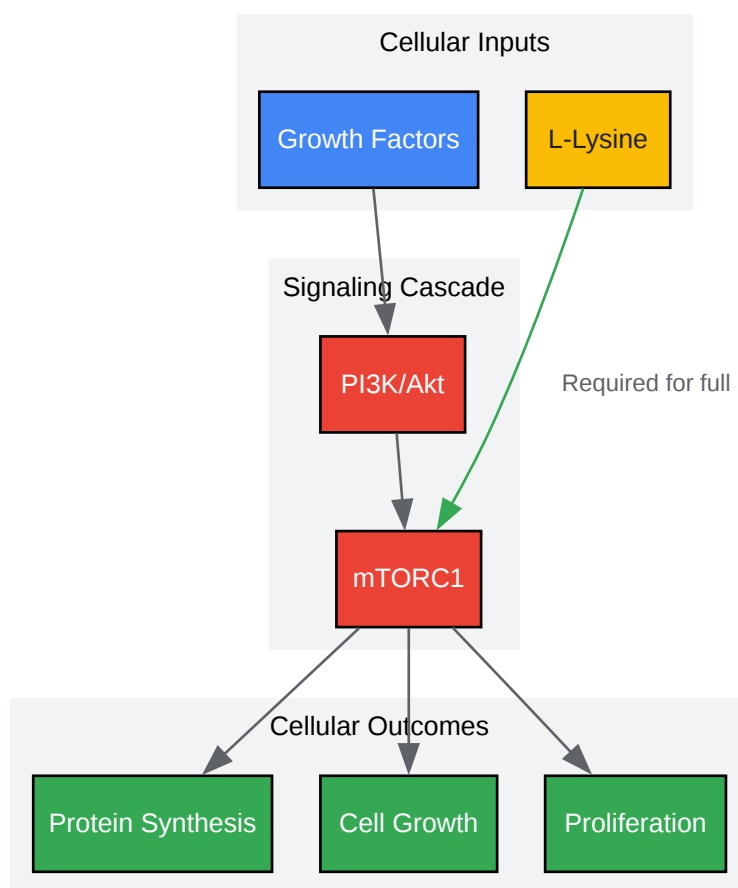 Cellular Inputs
Growth Factors
L-Lysine
Signaling Cascade
PI3K/Akt
Required for full
mTORC1
Cellular Outcomes
Protein Synthesis
Cell Growth
Proliferation